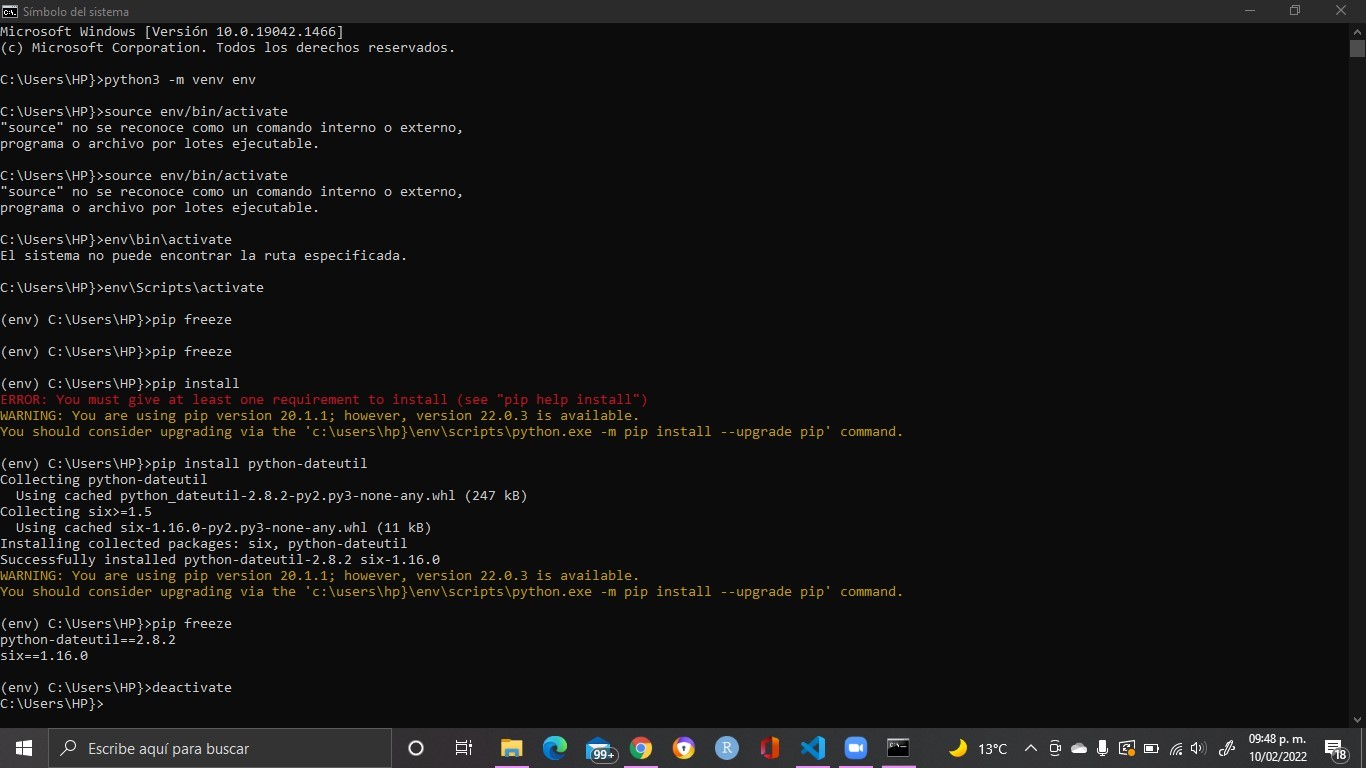 Símbolo del sistema
Microsoft Windows [Versión 10.0.19042.1466]
(c) Microsoft Corporation. Todos los derechos reservados.
C:\Users\HP}>python3 -m venv env
C:\Users\HP}>source env/bin/activate
"source" no se reconoce como un comando interno o externo,
programa o archivo por lotes ejecutable.
C:\Users\HP}>source env/bin/activate
"source" no se reconoce como un comando interno o externo,
programa o archivo por lotes ejecutable.
C:\Users\HP}>env\bin\activate
El sistema no puede encontrar la ruta especificada.
C:\Users\HP}>env\Scripts\activate
(env) C:\Users\HP}>pip freeze
(env) C:\Users\HP}>pip freeze
(env) C:\Users\HP}>pip install
ERROR: You must give at least one requirement to install (see "pip help install")
WARNING: You are using pip version 20.1.1; however, version 22.0.3 is available.
You should consider upgrading via the 'c:\users\hp}\env\scripts\python.exe -m pip install --upgrade pip' command.
(env) C:\Users\HP}>pip install python-dateutil
Collecting python-dateutil
  Using cached python_dateutil-2.8.2-py2.py3-none-any.whl (247 kB)
Collecting six>=1.5
  Using cached six-1.16.0-py2.py3-none-any.whl (11 kB)
Installing collected packages: six, python-dateutil
Successfully installed python-dateutil-2.8.2 six-1.16.0
WARNING: You are using pip version 20.1.1; however, version 22.0.3 is available.
You should consider upgrading via the 'c:\users\hp}\env\scripts\python.exe -m pip install --upgrade pip' command.
(env) C:\Users\HP}>pip freeze
python-dateutil==2.8.2
six==1.16.0
(env) C:\Users\HP}>deactivate
C:\Users\HP}>
Escribe aquí para buscar
99+
R
13°C
09:48 p. m.
10/02/2022
18